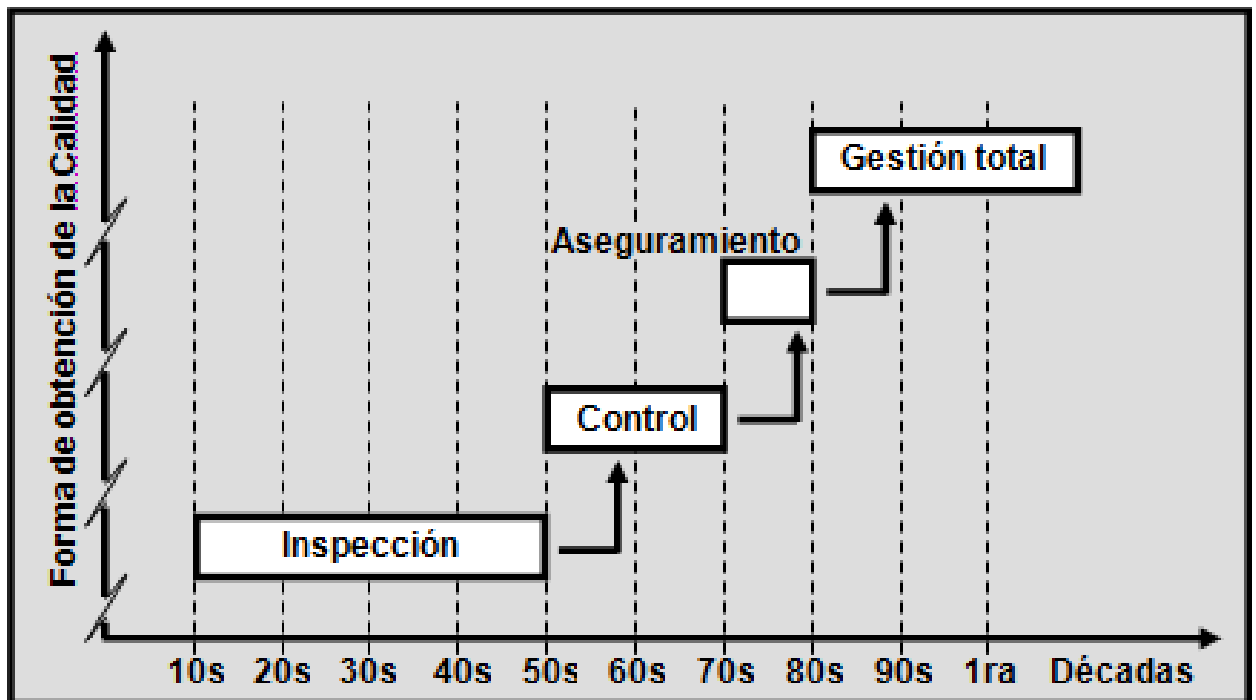 Forma de obtención de la Calidad
Gestión total
Aseguramiento
Control
Inspección
10s 20s 30s 40s 50s 60s 70s 80s 90s 1ra Décadas